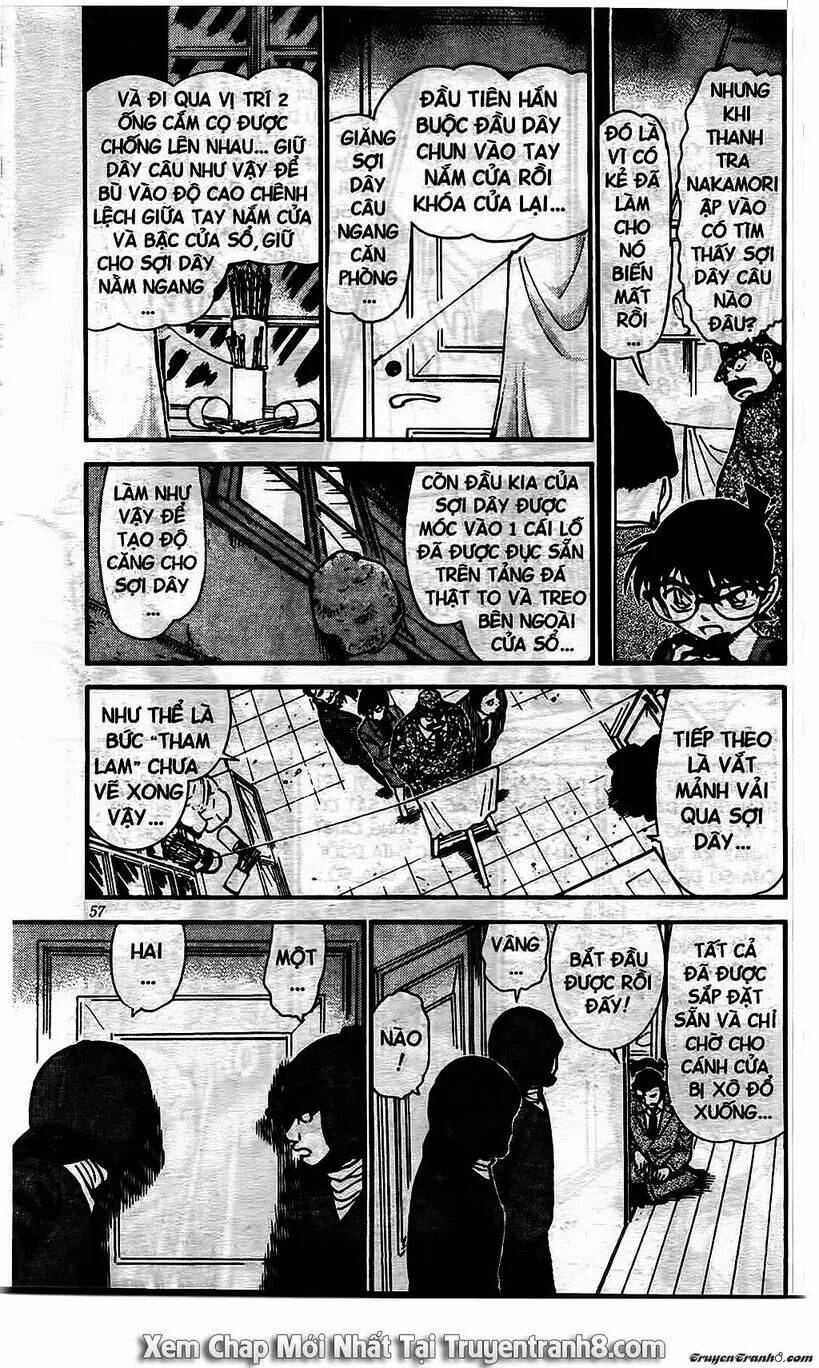 NHƯNG
KHI
THANH
TRA
NAKAMORI
ẬP VÀO
CÓ TÌM
THẤY SỢI
DÂY CÂU
NÀO
ĐÂU?
ĐÓ LÀ
VÌ CÓ
KẺ ĐÃ
LÀM
CHO
NÓ
BIẾN
MẤT
RỒI
...
ĐẦU TIÊN HẮN
BUỘC ĐẦU DÂY
CHUN VÀO TAY
NẮM CỬA RỒI
KHÓA CỬA LẠI...
GIĂNG
SỢI
DÂY
CÂU
NGANG
CĂN
PHÒNG
...
VÀ ĐI QUA VỊ TRÍ 2
ỐNG CẮM CỌ ĐƯỢC
CHỐNG LÊN NHAU... GIỮ
DÂY CÂU NHƯ VẬY ĐỂ
BÙ VÀO ĐỘ CAO CHÊNH
LỆCH GIỮA TAY NẮM CỬA
VÀ BẬC CỬA SỔ, GIỮ
CHO SỢI DÂY
NẰM NGANG
...
CÒN ĐẦU KIA CỦA
SỢI DÂY ĐƯỢC
MÓC VÀO 1 CÁI LỖ
ĐÃ ĐƯỢC ĐỤC SẴN
TRÊN TẢNG ĐÁ
THẬT TO VÀ TREO
BÊN NGOÀI
CỬA SỔ...
LÀM NHƯ
VẬY ĐỂ
TẠO ĐỘ
CĂNG CHO
SỢI DÂY
...
TIẾP THÈO
LÀ VẮT
MẢNH VẢI
QUA SỢI
DÂY...
NHƯ THỂ LÀ
BỨC "THAM
LAM" CHƯA
VẼ XONG
VẬY...
57
TẤT CẢ
ĐÃ ĐƯỢC
SẮP ĐẶT
SẴN VÀ CHỈ
CHỜ CHO
CÁNH CỬA
BỊ XÔ ĐỔ
XUỐNG...
BẮT ĐẦU
ĐƯỢC RỒI
ĐẤY!
VÂNG
...
NÀO
!
MỘT
...
HAI
...
Xem Chap Mới Nhất Tại Truyentranh8.com
TruyenTranh8.com